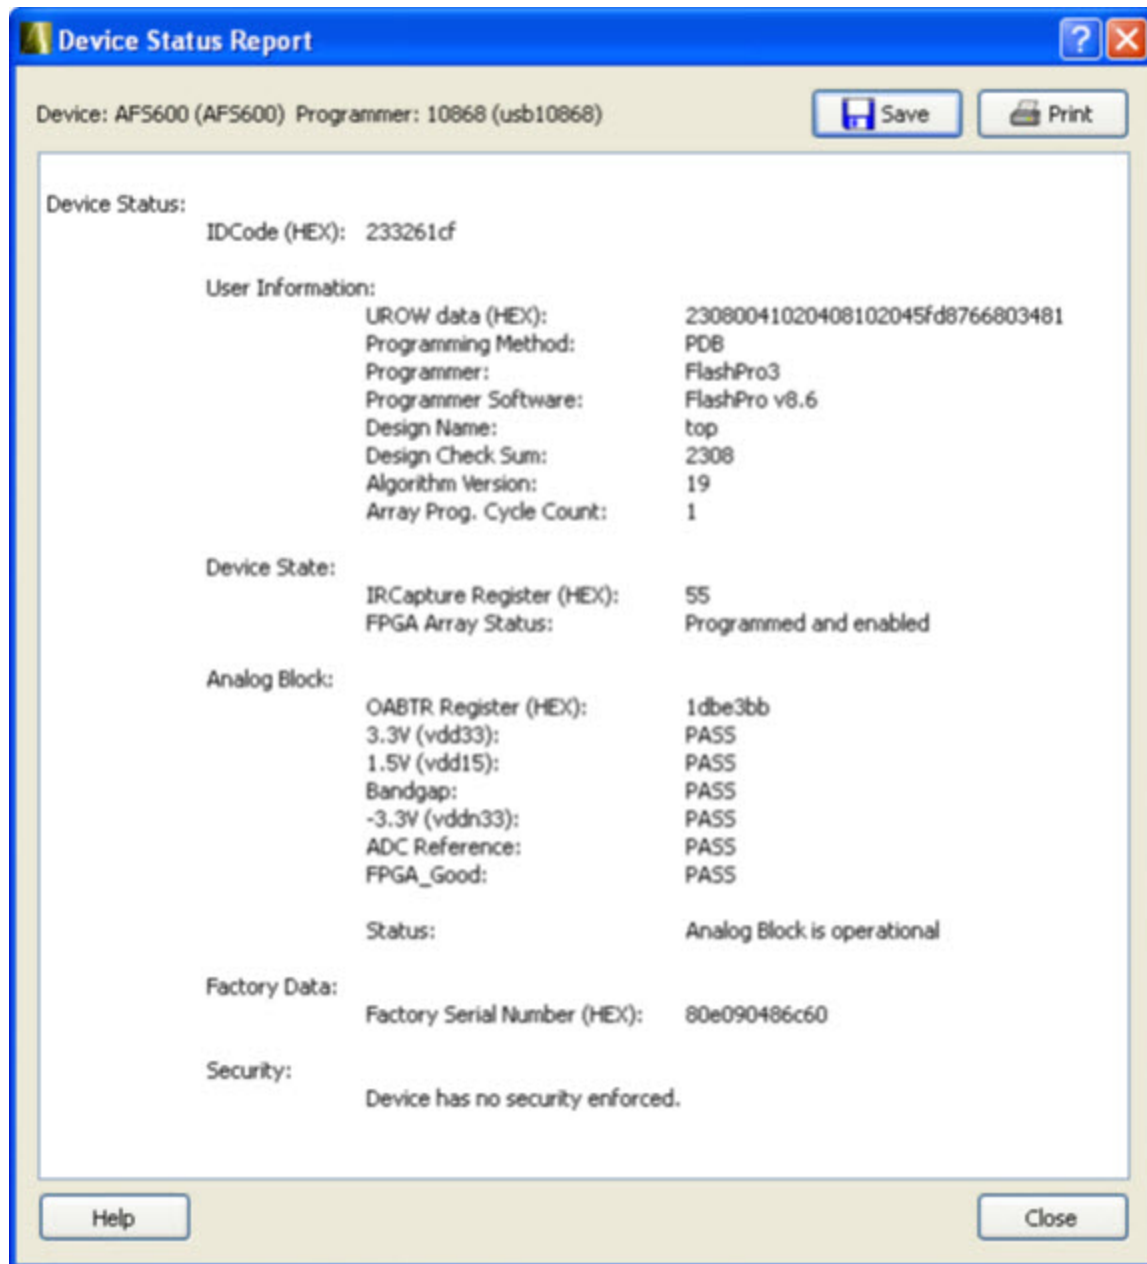 Device Status Report
Device: AFS600 (AFS600) Programmer: 10868 (usb10868)
Save
Print
Device Status:
IDCode (HEX): 233261cf
User Information:
UROW data (HEX): 23080041020408102045fd8766803481
Programming Method: PDB
Programmer: FlashPro3
Programmer Software: FlashPro v8.6
Design Name: top
Design Check Sum: 2308
Algorithm Version: 19
Array Prog. Cycle Count: 1
Device State:
IRCapture Register (HEX): 55
FPGA Array Status: Programmed and enabled
Analog Block:
OABTR Register (HEX): 1dbe3bb
3.3V (vdd33): PASS
1.5V (vdd15): PASS
Bandgap: PASS
-3.3V (vddn33): PASS
ADC Reference: PASS
FPGA_Good: PASS
Status: Analog Block is operational
Factory Data:
Factory Serial Number (HEX): 80e090486c60
Security:
Device has no security enforced.
Help
Close